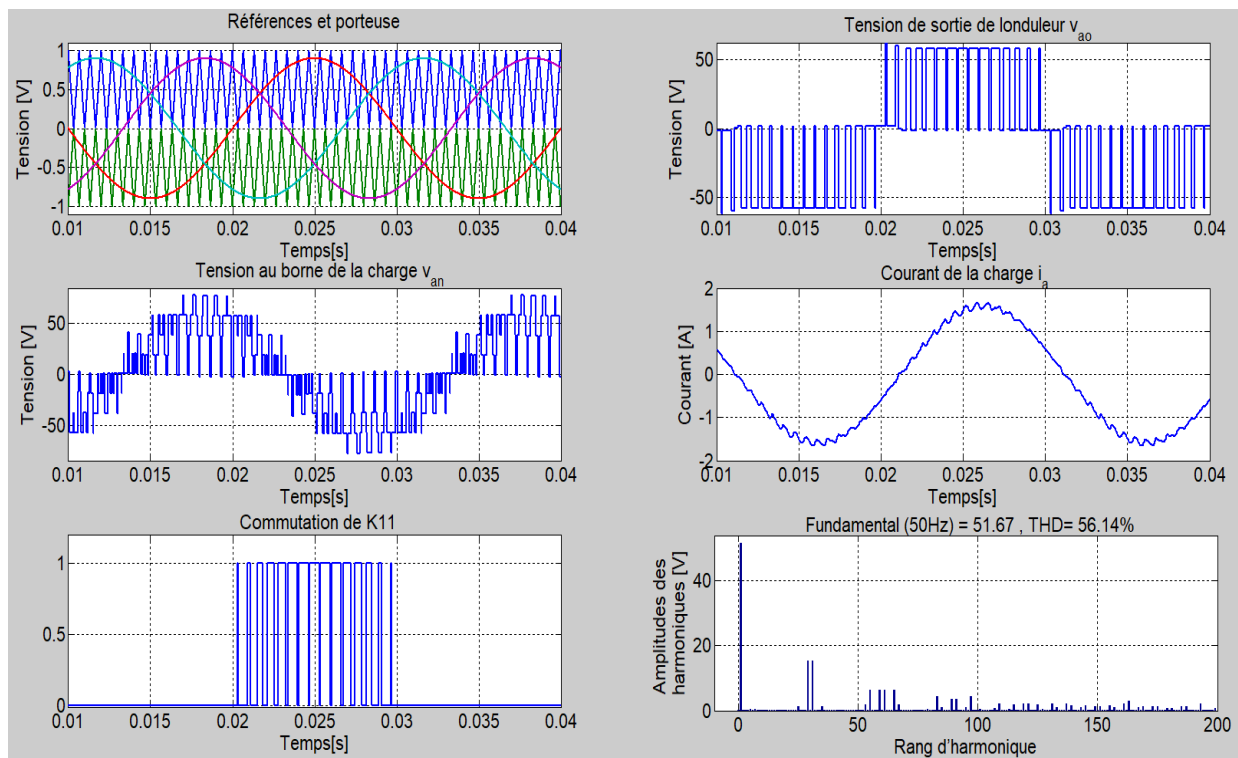 Références et porteuse
Tension [V]
1
0.5
0
-0.5
-1
0.01 0.015 0.02 0.025 0.03 0.035 0.04
Temps[s]
Tension de sortie de londuleur v_ao
Tension [V]
50
0
-50
0.01 0.015 0.02 0.025 0.03 0.035 0.04
Temps[s]
Tension au borne de la charge v_an
Tension [V]
50
0
-50
0.01 0.015 0.02 0.025 0.03 0.035 0.04
Temps[s]
Courant de la charge i_a
Courant [A]
2
1
0
-1
-2
0.01 0.015 0.02 0.025 0.03 0.035 0.04
Temps[s]
Commutation de K11
1
0.5
0
0.01 0.015 0.02 0.025 0.03 0.035 0.04
Temps[s]
Fundamental (50Hz) = 51.67 , THD= 56.14%
Amplitudes des
harmoniques [V]
40
20
0
0 50 100 150 200
Rang d'harmonique